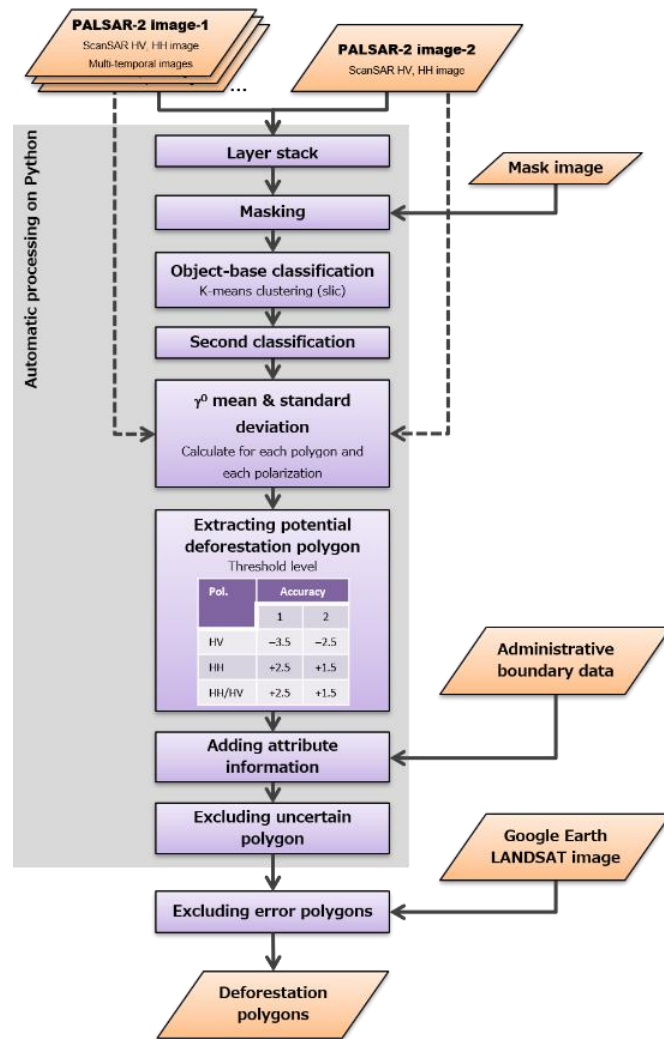 PALSAR-2 image-1
ScanSAR HV, HH image
Multi-temporal images
...
PALSAR-2 image-2
ScanSAR HV, HH image
Automatic processing on Python
Layer stack
Mask image
Masking
Object-base classification
K-means clustering (slic)
Second classification
γ⁰ mean & standard
deviation
Calculate for each polygon and
each polarization
Extracting potential
deforestation polygon
Threshold level
Pol. Accuracy
1 2
HV −3.5 −2.5
HH +2.5 +1.5
HH/HV +2.5 +1.5
Administrative
boundary data
Adding attribute
information
Excluding uncertain
polygon
Google Earth
LANDSAT image
Excluding error polygons
Deforestation
polygons